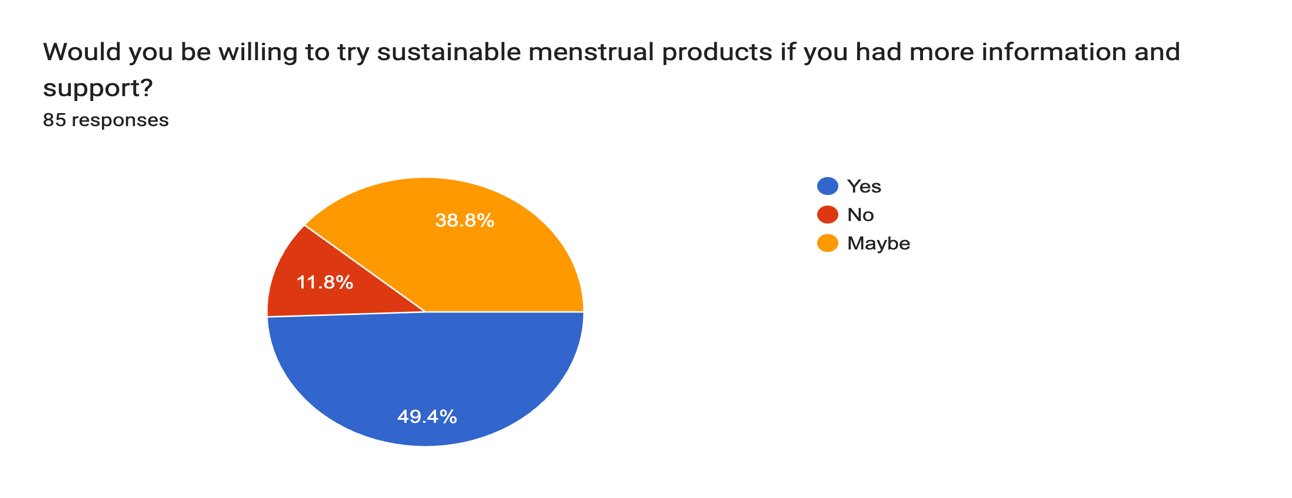 Would you be willing to try sustainable menstrual products if you had more information and
support?
85 responses
Yes
No
Maybe
38.8%
11.8%
49.4%